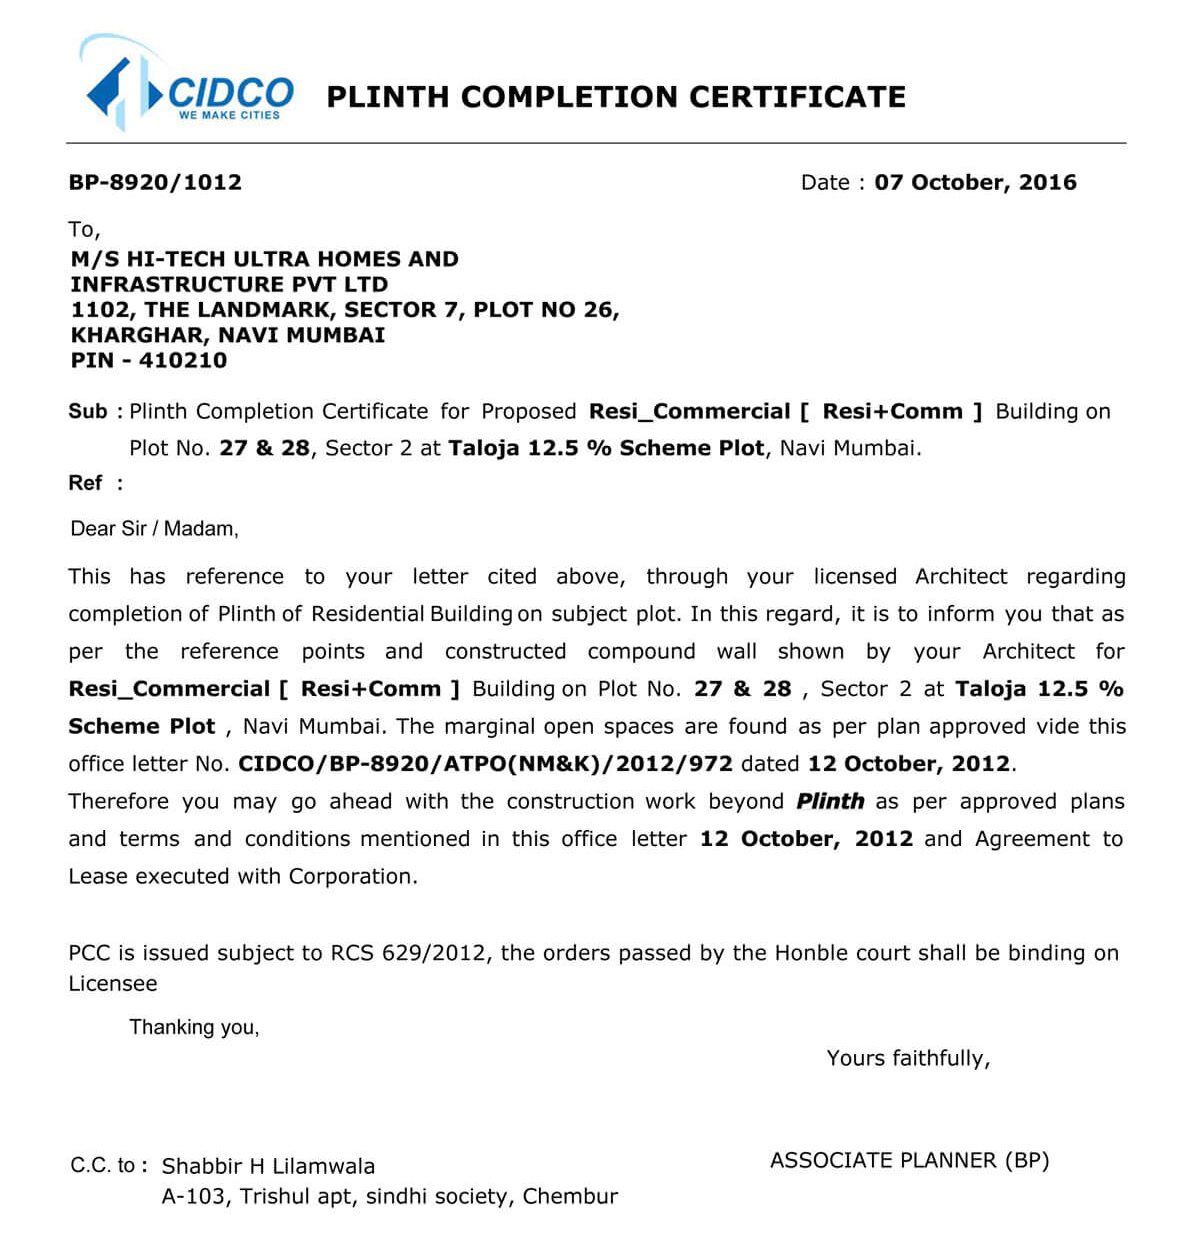 CIDCO
WE MAKE CITIES
PLINTH COMPLETION CERTIFICATE
BP-8920/1012 Date : 07 October, 2016
To,
M/S HI-TECH ULTRA HOMES AND
INFRASTRUCTURE PVT LTD
1102, THE LANDMARK, SECTOR 7, PLOT NO 26,
KHARGHAR, NAVI MUMBAI
PIN - 410210
Sub : Plinth Completion Certificate for Proposed Resi_Commercial [ Resi+Comm ] Building on
Plot No. 27 & 28, Sector 2 at Taloja 12.5 % Scheme Plot, Navi Mumbai.
Ref :
Dear Sir / Madam,
This has reference to your letter cited above, through your licensed Architect regarding
completion of Plinth of Residential Building on subject plot. In this regard, it is to inform you that as
per the reference points and constructed compound wall shown by your Architect for
Resi_Commercial [ Resi+Comm ] Building on Plot No. 27 & 28 , Sector 2 at Taloja 12.5 %
Scheme Plot , Navi Mumbai. The marginal open spaces are found as per plan approved vide this
office letter No. CIDCO/BP-8920/ATPO(NM&K)/2012/972 dated 12 October, 2012.
Therefore you may go ahead with the construction work beyond Plinth as per approved plans
and terms and conditions mentioned in this office letter 12 October, 2012 and Agreement to
Lease executed with Corporation.
PCC is issued subject to RCS 629/2012, the orders passed by the Honble court shall be binding on
Licensee
Thanking you,
Yours faithfully,
ASSOCIATE PLANNER (BP)
C.C. to : Shabbir H Lilamwala
A-103, Trishul apt, sindhi society, Chembur